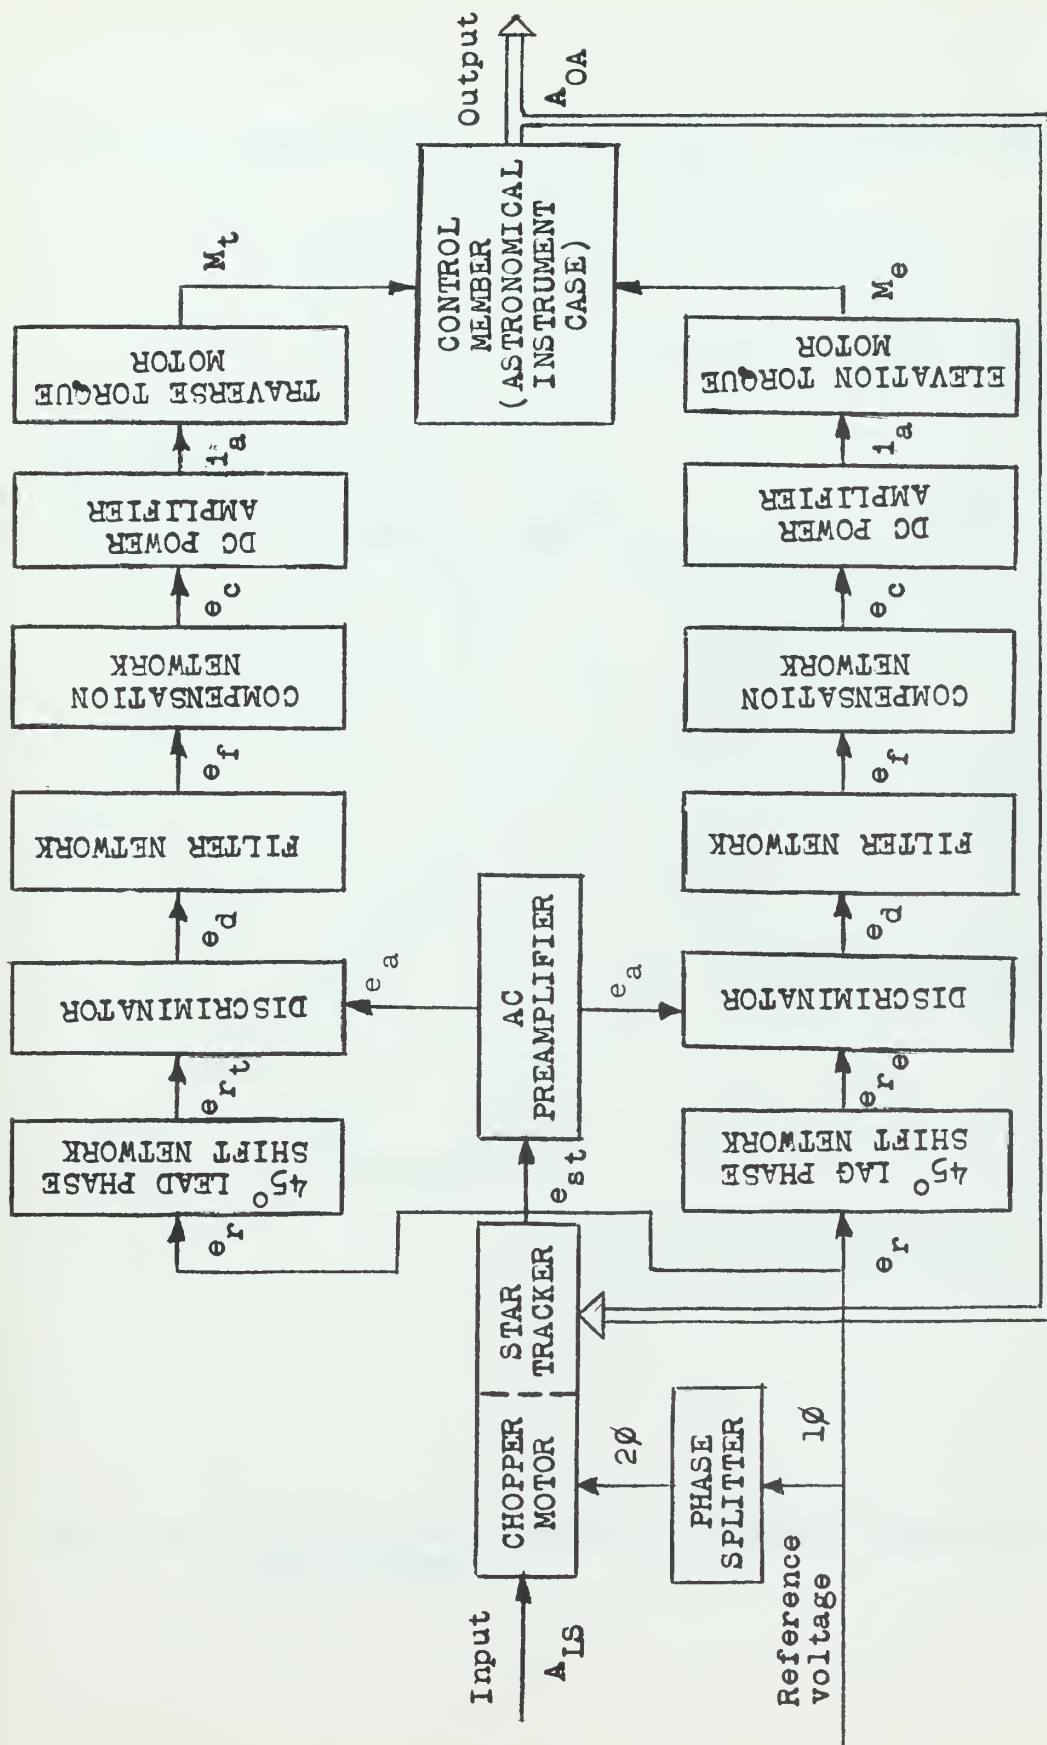 Input
A_LS
CHOPPER
MOTOR
STAR
TRACKER
Reference
voltage
1Ø
PHASE
SPLITTER
2Ø
e_st
AC
PREAMPLIFIER
e_a
e_a
e_r
45° LEAD PHASE
SHIFT NETWORK
e_rt
DISCRIMINATOR
e_d
FILTER NETWORK
e_f
COMPENSATION
NETWORK
e_c
DC POWER
AMPLIFIER
i_a
TRAVERSE TORQUE
MOTOR
M_t
e_r
45° LAG PHASE
SHIFT NETWORK
e_re
DISCRIMINATOR
e_d
FILTER NETWORK
e_f
COMPENSATION
NETWORK
e_c
DC POWER
AMPLIFIER
i_a
ELEVATION TORQUE
MOTOR
M_e
CONTROL
MEMBER
(ASTRONOMICAL
INSTRUMENT
CASE)
Output
A_OA